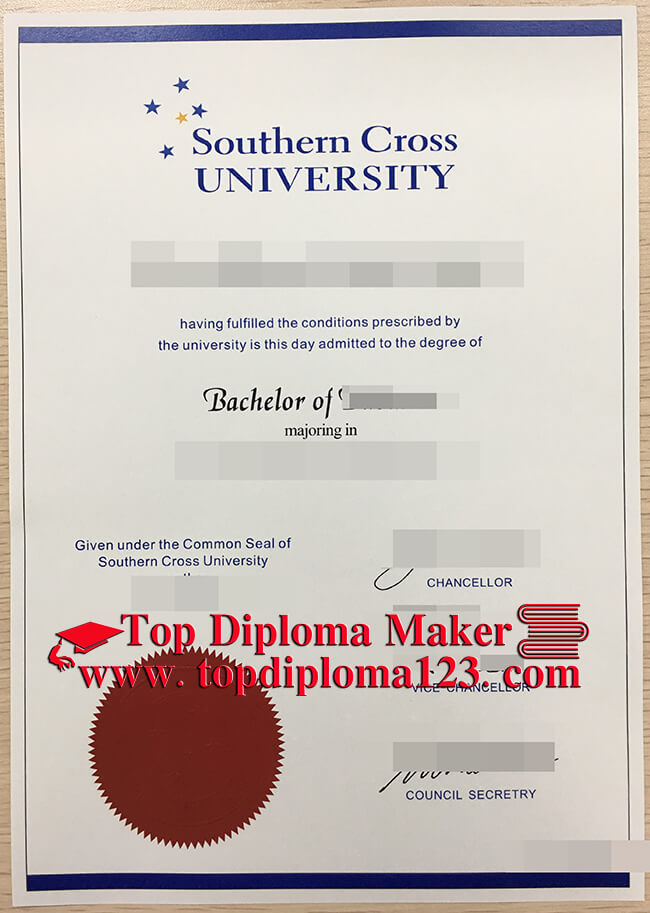 Southern Cross
UNIVERSITY
having fulfilled the conditions prescribed by
the university is this day admitted to the degree of
Bachelor of
majoring in
Given under the Common Seal of
Southern Cross University
CHANCELLOR
Top Diploma Maker
www. topdiploma123. com
VICE-CHANCELLOR
COUNCIL SECRETRY